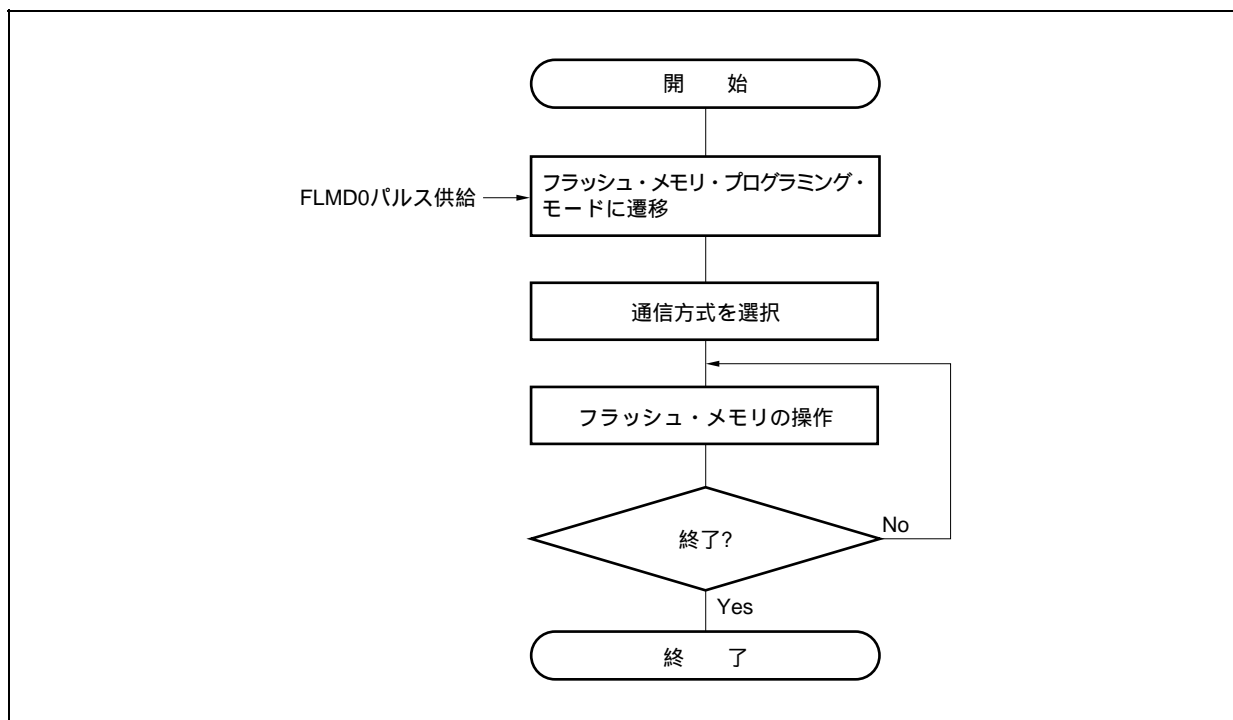 開　始
FLMD0パルス供給
フラッシュ・メモリ・プログラミング・
モードに遷移
通信方式を選択
フラッシュ・メモリの操作
終了?
No
Yes
終　了